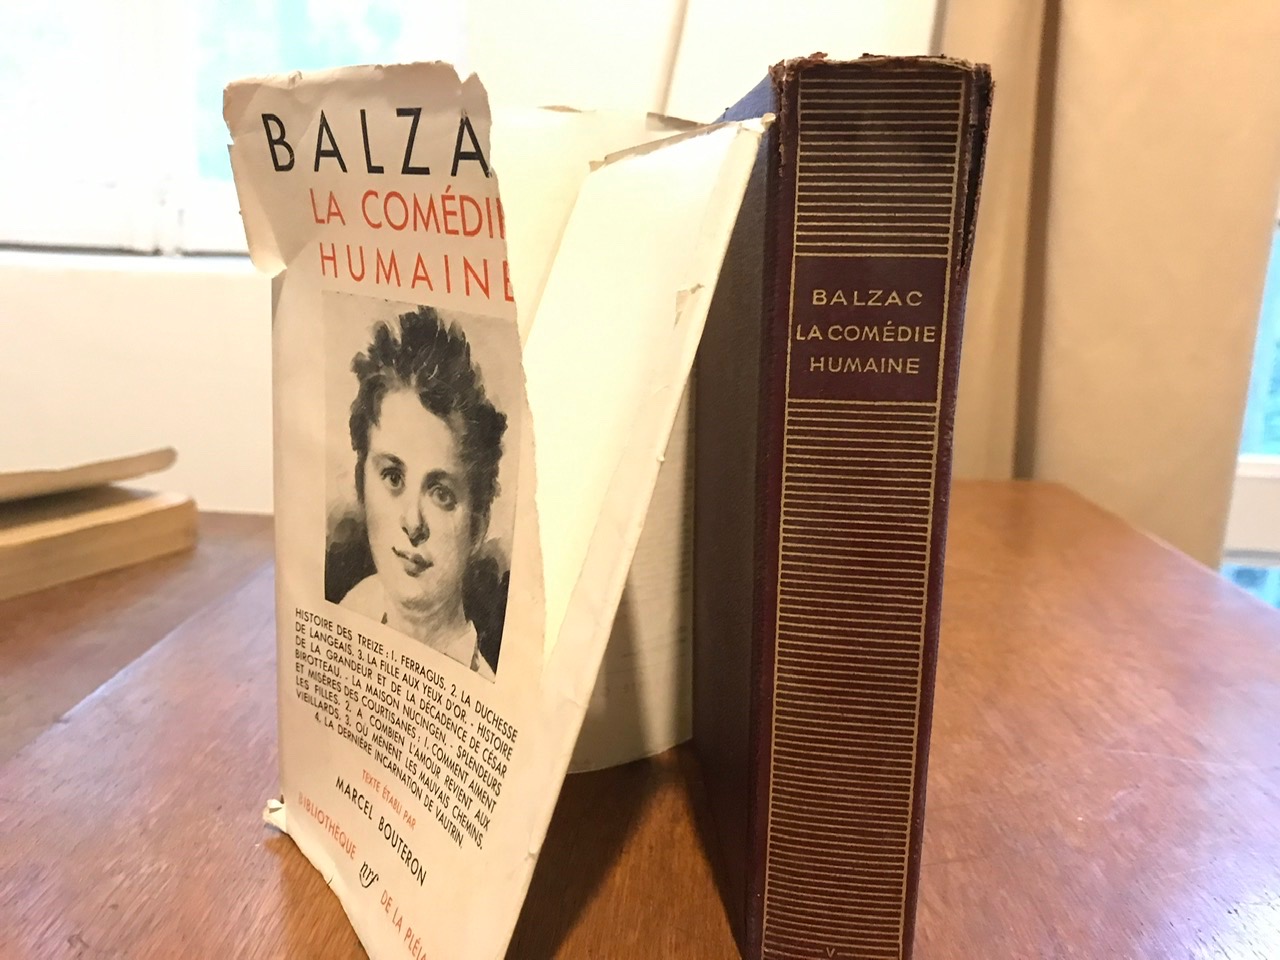 BALZA
LA COMÉDI
HUMAINE
HISTOIRE DES TREIZE : 1. FERRAGUS. 2. LA DUCHESSE
DE LANGEAIS. 3. LA FILLE AUX YEUX D'OR. - HISTOIRE
DE LA GRANDEUR ET DE LA DÉCADENCE DE CÉSAR
BIROTTEAU. - LA MAISON NUCINGEN. - SPLENDEURS
ET MISÈRES DES COURTISANES : 1. COMMENT AIMENT
LES FILLES. 2. A COMBIEN L'AMOUR REVIENT AUX
VIEILLARDS. 3. OÙ MÈNENT LES MAUVAIS CHEMINS.
4. LA DERNIÈRE INCARNATION DE VAUTRIN.
TEXTE ÉTABLI PAR
MARCEL BOUTERON
BIBLIOTHÈQUE nrf DE LA PLÉIA
BALZAC
LA COMÉDIE
HUMAINE
V